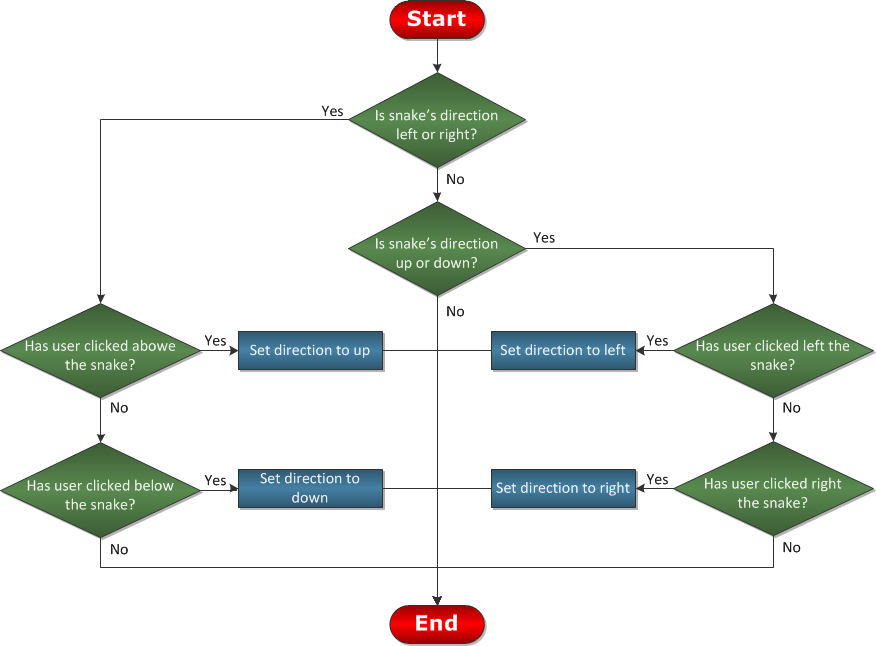 Start
Is snake's direction
left or right?
Yes
No
Is snake's direction
up or down?
Yes
No
Has user clicked abowe
the snake?
Yes
Set direction to up
Set direction to left
Yes
Has user clicked left the
snake?
No
No
Has user clicked below
the snake?
Yes
Set direction to
down
Set direction to right
Yes
Has user clicked right
the snake?
No
No
End